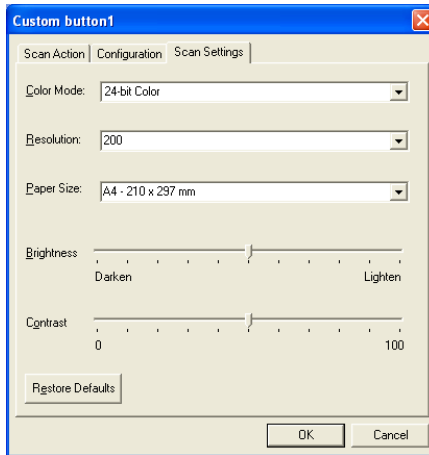 Custom button1
Scan Action Configuration Scan Settings
Color Mode: 24-bit Color
Resolution: 200
Paper Size: A4 - 210 x 297 mm
Brightness
Darken Lighten
Contrast
0 100
Restore Defaults
OK Cancel